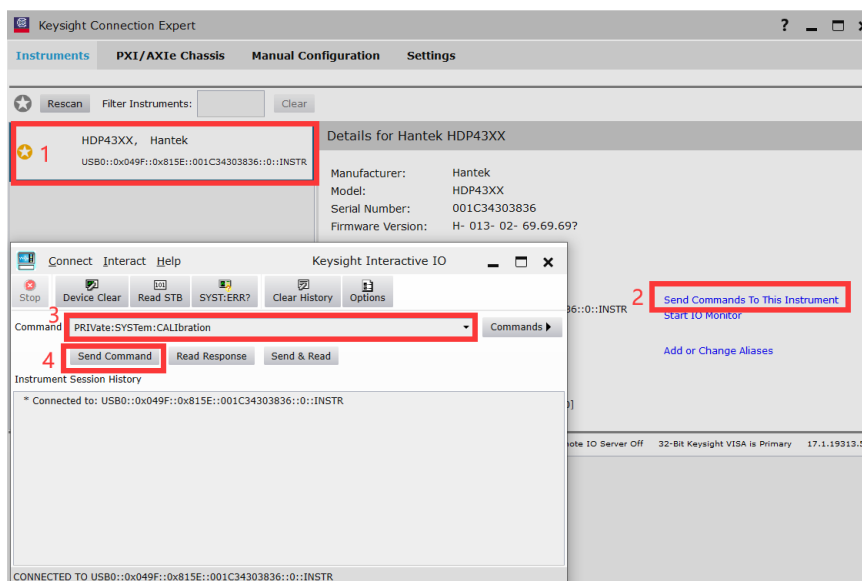 Keysight Connection Expert
?
Instruments PXI/AXIe Chassis Manual Configuration Settings
Rescan Filter Instruments: Clear
1
HDP43XX, Hantek
USB0::0x049F::0x815E::001C34303836::0::INSTR
Details for Hantek HDP43XX
Manufacturer: Hantek
Model: HDP43XX
Serial Number: 001C34303836
Firmware Version: H- 013- 02- 69.69.69?
36::0::INSTR
2
Send Commands To This Instrument
Start IO Monitor
Add or Change Aliases
Remote IO Server Off 32-Bit Keysight VISA is Primary 17.1.19313.5
Connect Interact Help Keysight Interactive IO
Stop Device Clear Read STB SYST:ERR? Clear History Options
3
Command PRIVate:SYSTem:CALIbration Commands
4
Send Command Read Response Send & Read
Instrument Session History
* Connected to: USB0::0x049F::0x815E::001C34303836::0::INSTR
CONNECTED TO USB0::0x049F::0x815E::001C34303836::0::INSTR